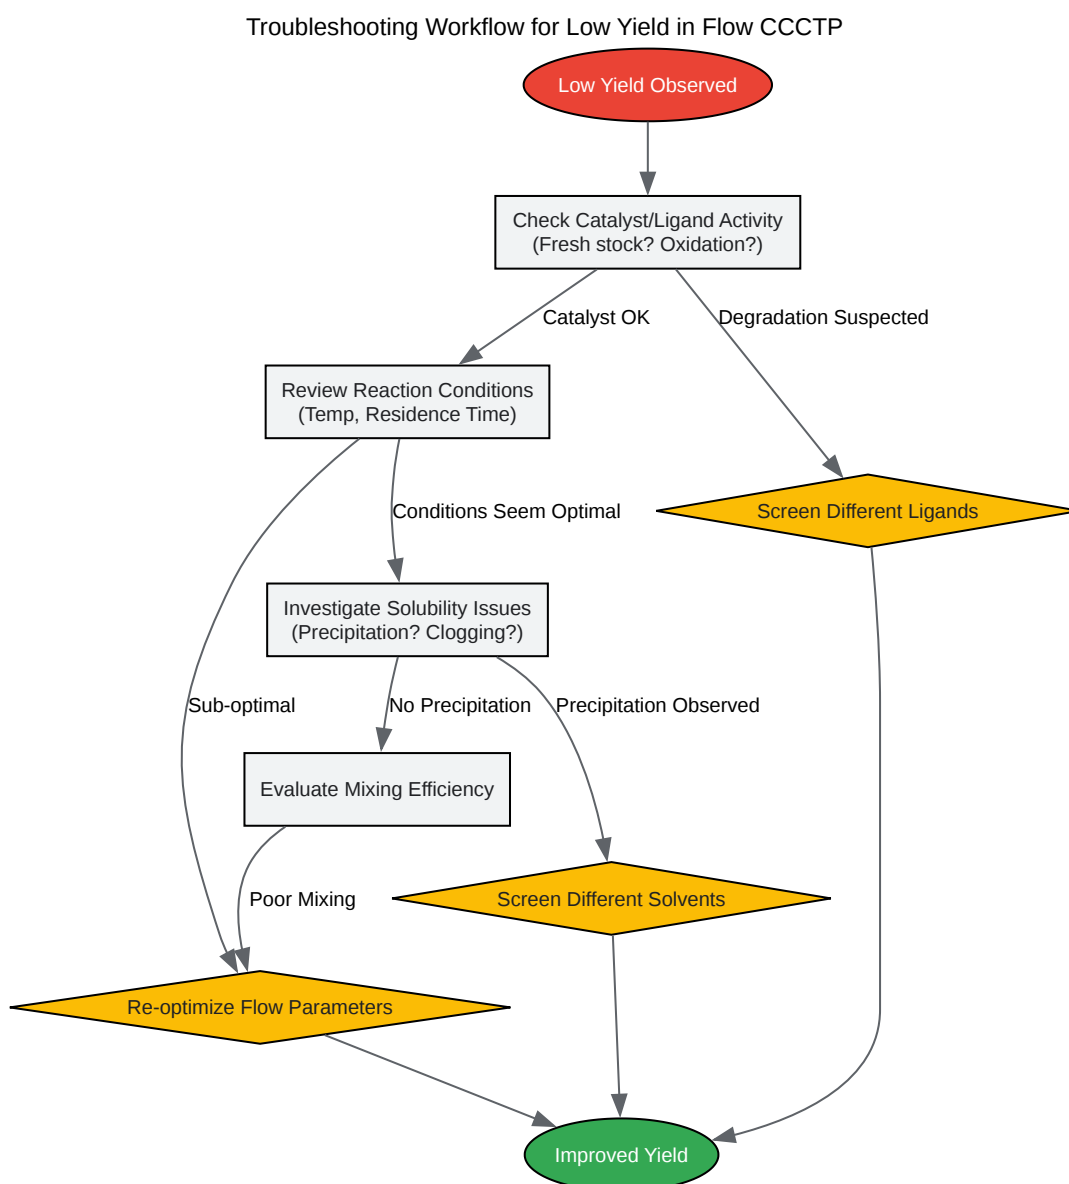 Troubleshooting Workflow for Low Yield in Flow CCCTP
Low Yield Observed
Check Catalyst/Ligand Activity
(Fresh stock? Oxidation?)
Catalyst OK
Degradation Suspected
Review Reaction Conditions
(Temp, Residence Time)
Conditions Seem Optimal
Screen Different Ligands
Investigate Solubility Issues
(Precipitation? Clogging?)
Sub-optimal
No Precipitation
Precipitation Observed
Evaluate Mixing Efficiency
Poor Mixing
Screen Different Solvents
Re-optimize Flow Parameters
Improved Yield